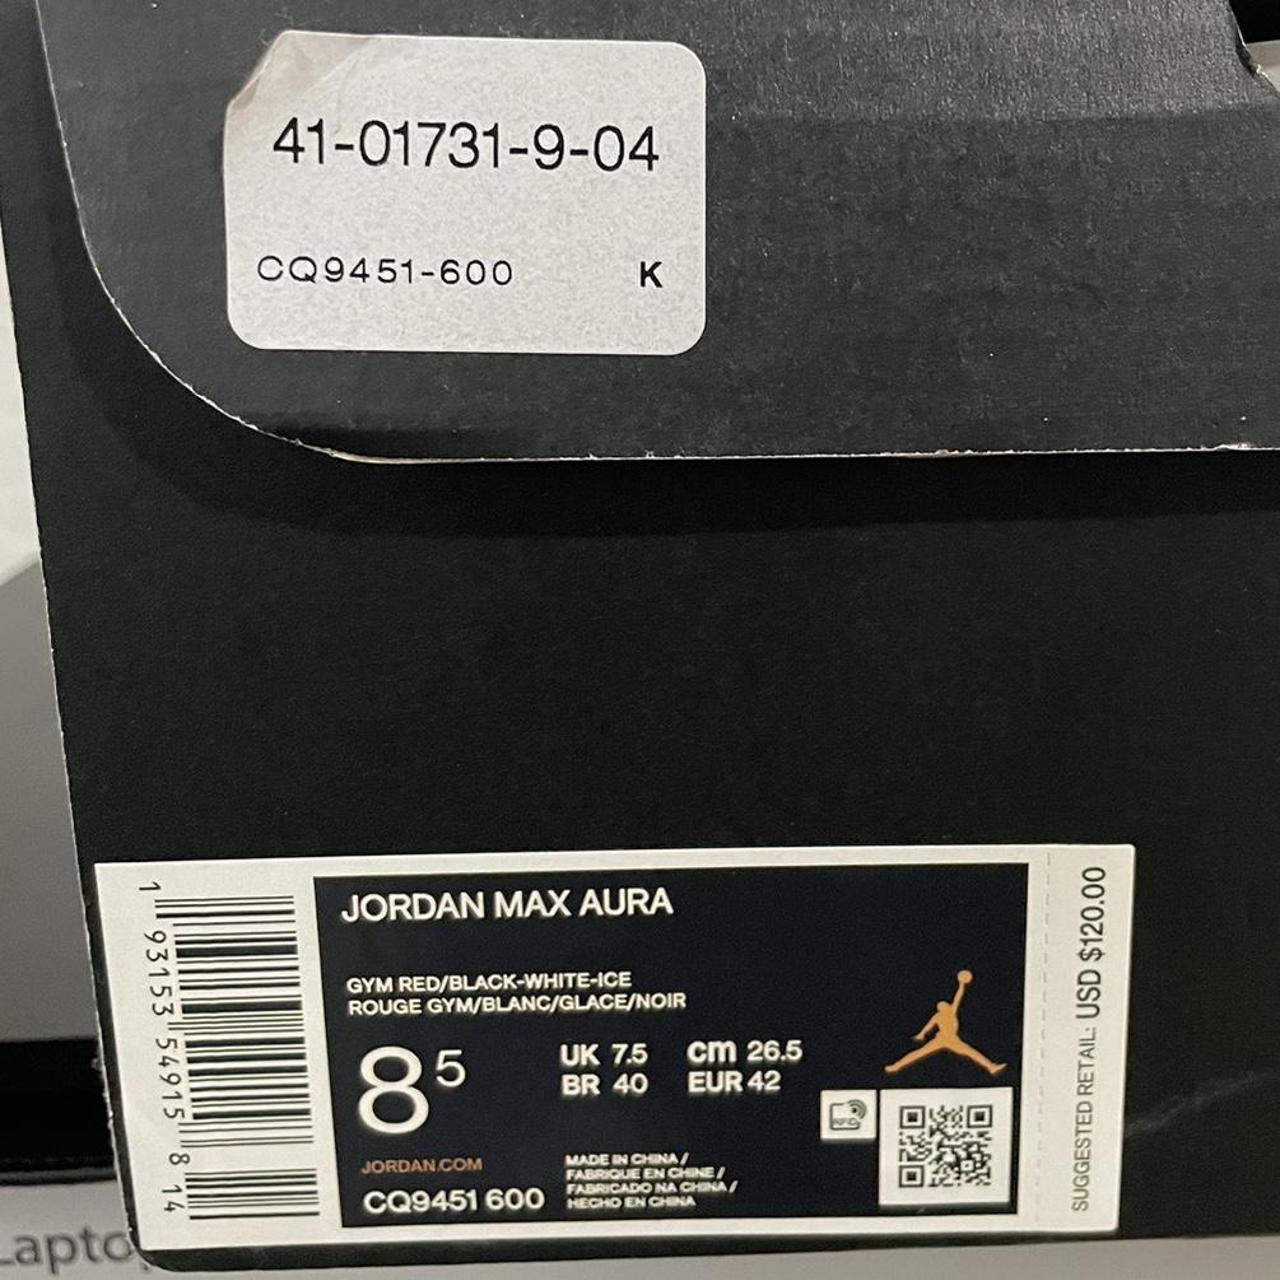 41-01731-9-04
CQ9451-600 K
JORDAN MAX AURA
GYM RED/BLACK-WHITE-ICE
ROUGE GYM/BLANC/GLACE/NOIR
8 5
UK 7.5 cm 26.5
BR 40 EUR 42
RFID
JORDAN.COM
CQ9451 600
MADE IN CHINA /
FABRIQUE EN CHINE /
FABRICADO NA CHINA /
HECHO EN CHINA
SUGGESTED RETAIL: USD $120.00
1 93153 54915 8 14